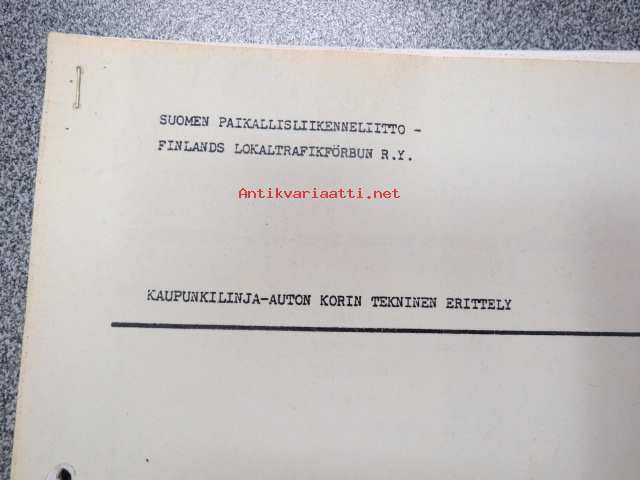 SUOMEN PAIKALLISLIIKENNELIITTO -
FINLANDS LOKALTRAFIKFÖRBUN R.Y.
Antikvariaatti.net
KAUPUNKILINJA-AUTON KORIN TEKNINEN ERITTELY